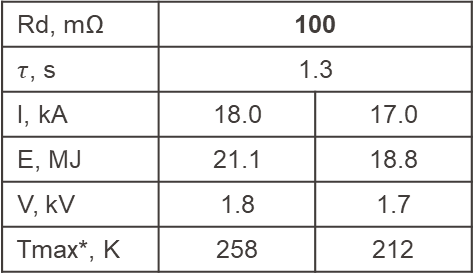 Rd, mΩ 100
τ, s 1.3
I, kA 18.0 17.0
E, MJ 21.1 18.8
V, kV 1.8 1.7
Tmax*, K 258 212